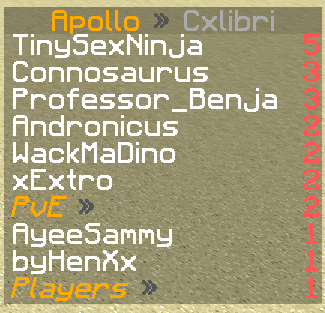 Apollo » Cxlibri
TinySexNinja 5
Connosaurus 3
Professor_Benja 3
Andronicus 2
WackMaDino 2
xExtro 2
PvE » 2
AyeeSammy 1
byHenXx 1
Players » 1